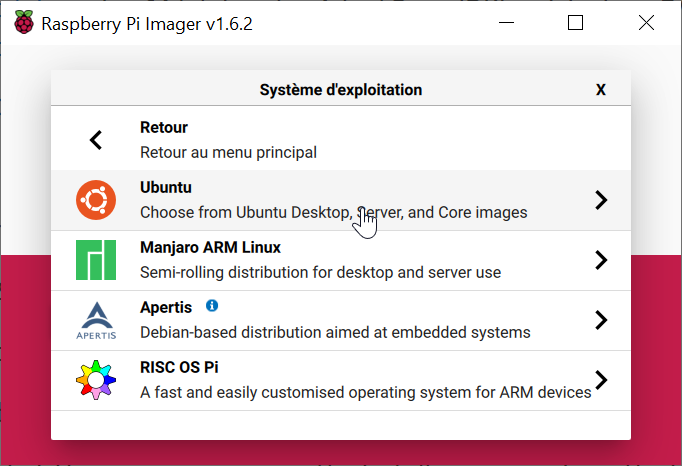 Raspberry Pi Imager v1.6.2
Système d'exploitation X
Retour
Retour au menu principal
Ubuntu
Choose from Ubuntu Desktop, Server, and Core images
Manjaro ARM Linux
Semi-rolling distribution for desktop and server use
Apertis
APERTIS
Debian-based distribution aimed at embedded systems
RISC OS Pi
A fast and easily customised operating system for ARM devices